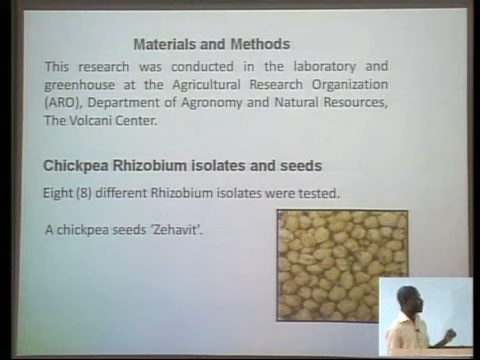 Materials and Methods
This research was conducted in the laboratory and
greenhouse at the Agricultural Research Organization
(ARO), Department of Agronomy and Natural Resources,
The Volcani Center.
Chickpea Rhizobium isolates and seeds
Eight (8) different Rhizobium isolates were tested.
A chickpea seeds ‘Zehavit’.